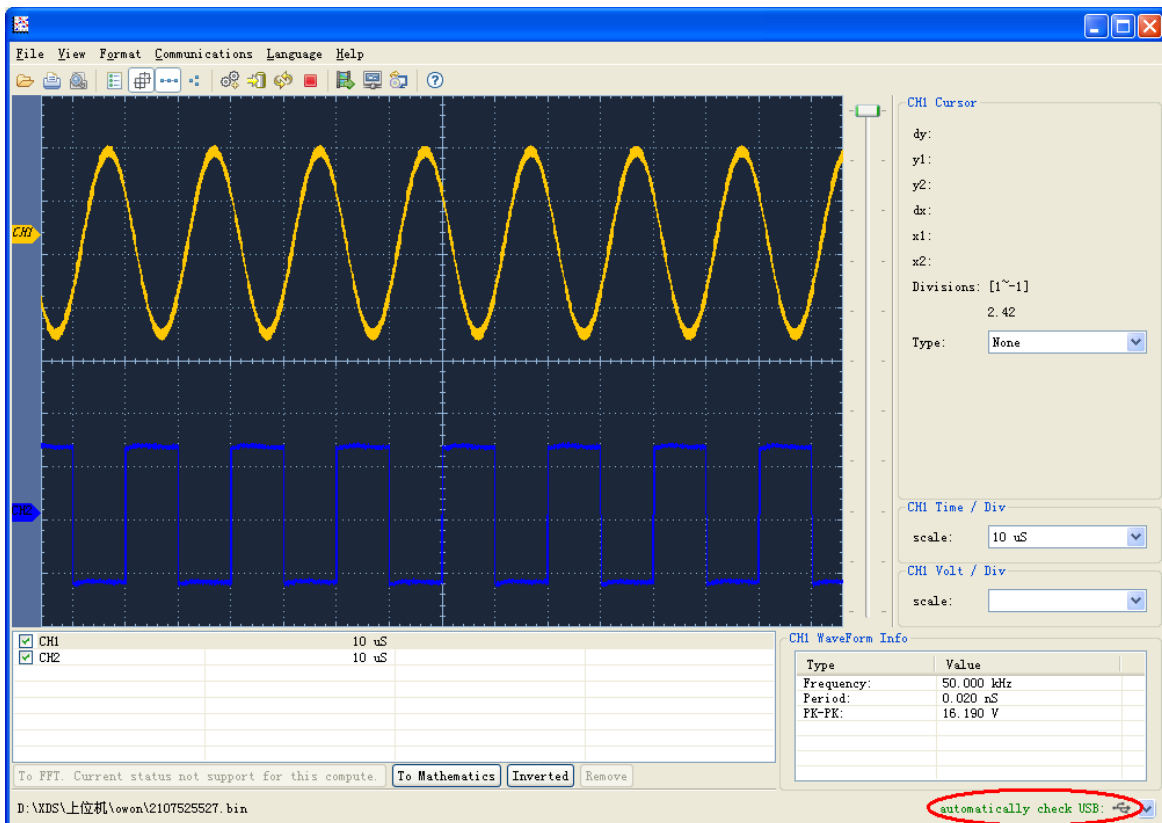 File View Format Communications Language Help
CH1
CH2
CH1 Cursor
dy:
y1:
y2:
dx:
x1:
x2:
Divisions: [1~-1]
2.42
Type: None
CH1 Time / Div
scale: 10 uS
CH1 Volt / Div
scale:
CH1 10 uS
CH2 10 uS
To FFT. Current status not support for this compute. To Mathematics Inverted Remove
CH1 WaveForm Info
Type Value
Frequency: 50.000 kHz
Period: 0.020 nS
PK-PK: 16.190 V
D:\XDS\上位机\owon\2107525527.bin
automatically check USB: